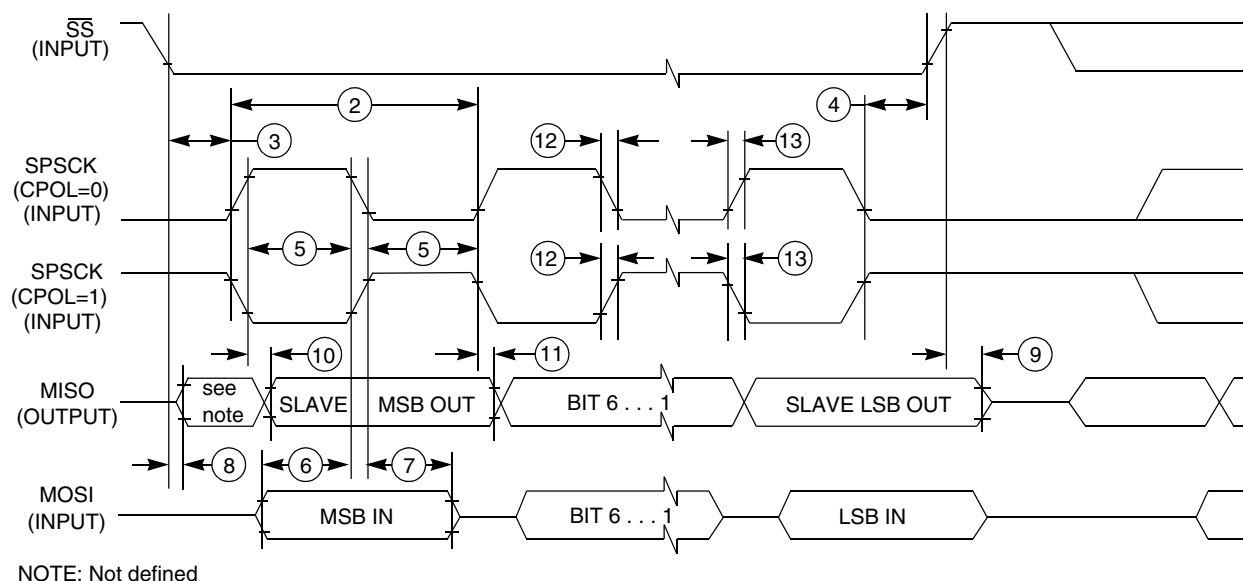 SS
(INPUT)
2
4
3
12
13
SPSCK
(CPOL=0)
(INPUT)
5
5
SPSCK
(CPOL=1)
(INPUT)
12
13
10
11
9
MISO
(OUTPUT)
see
note
SLAVE
MSB OUT
BIT 6 . . . 1
SLAVE LSB OUT
8
6
7
MOSI
(INPUT)
MSB IN
BIT 6 . . . 1
LSB IN
NOTE: Not defined